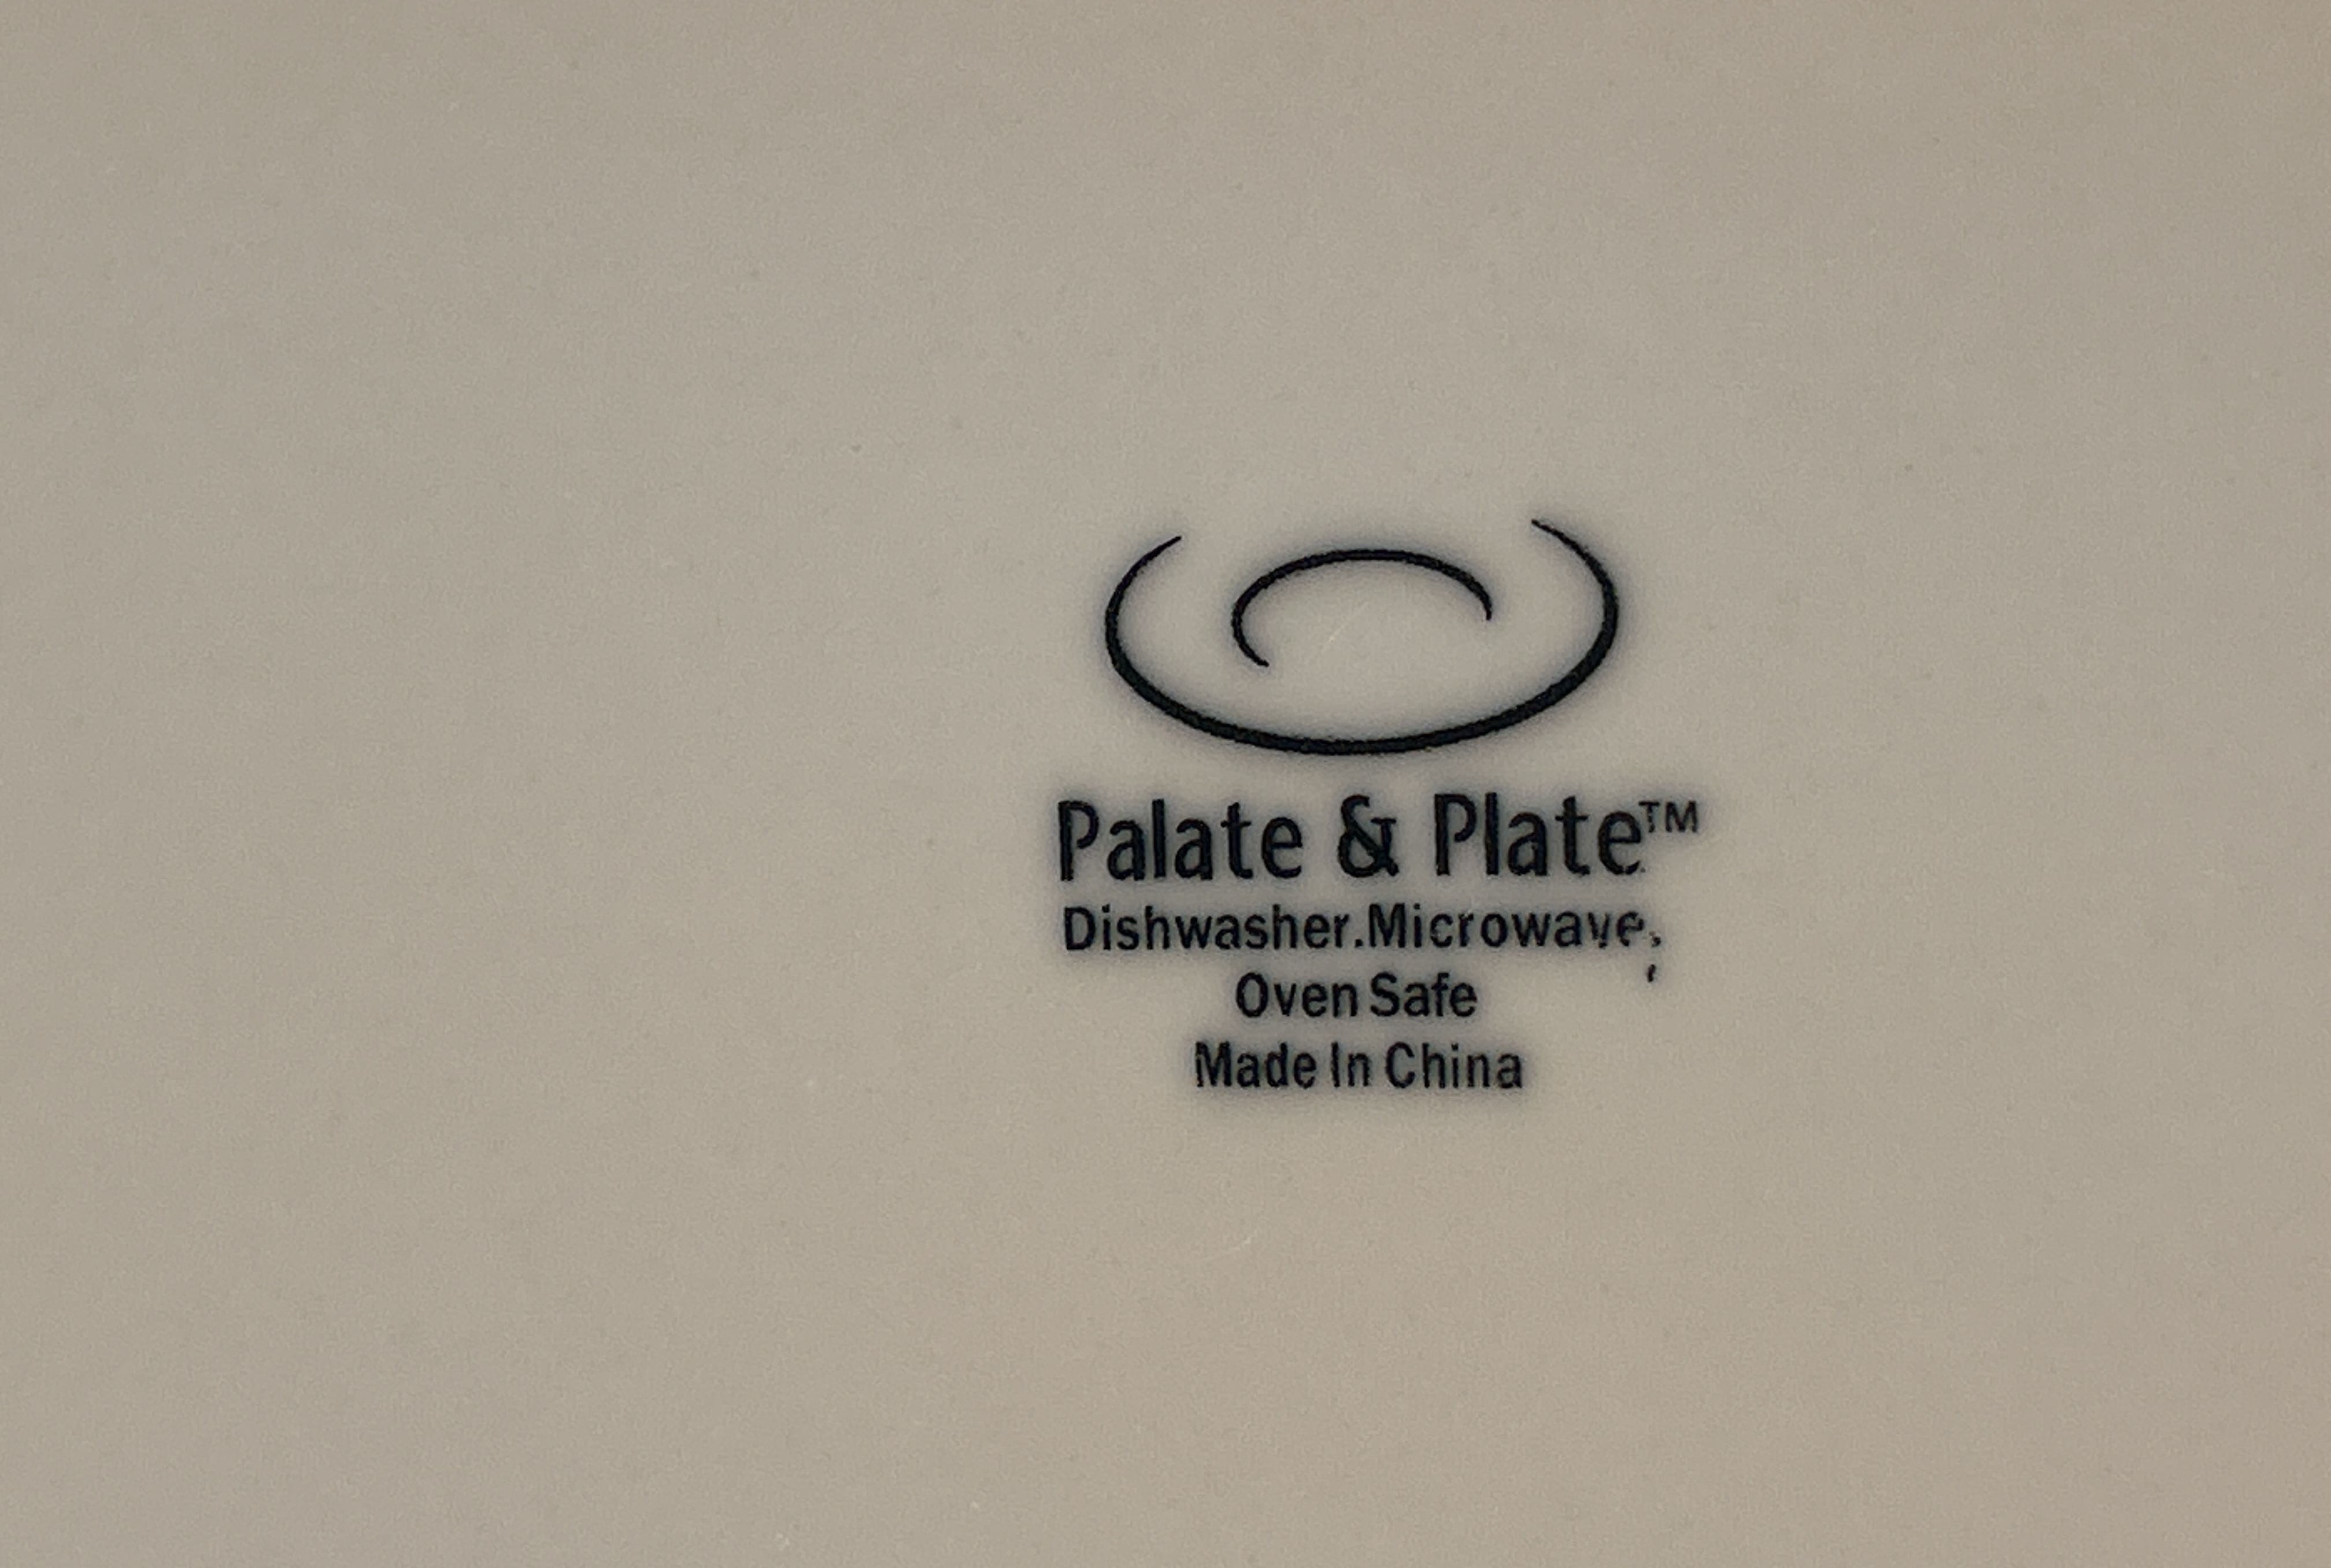 Palate & Plate™
Dishwasher.Microwave,
Oven Safe
Made In China